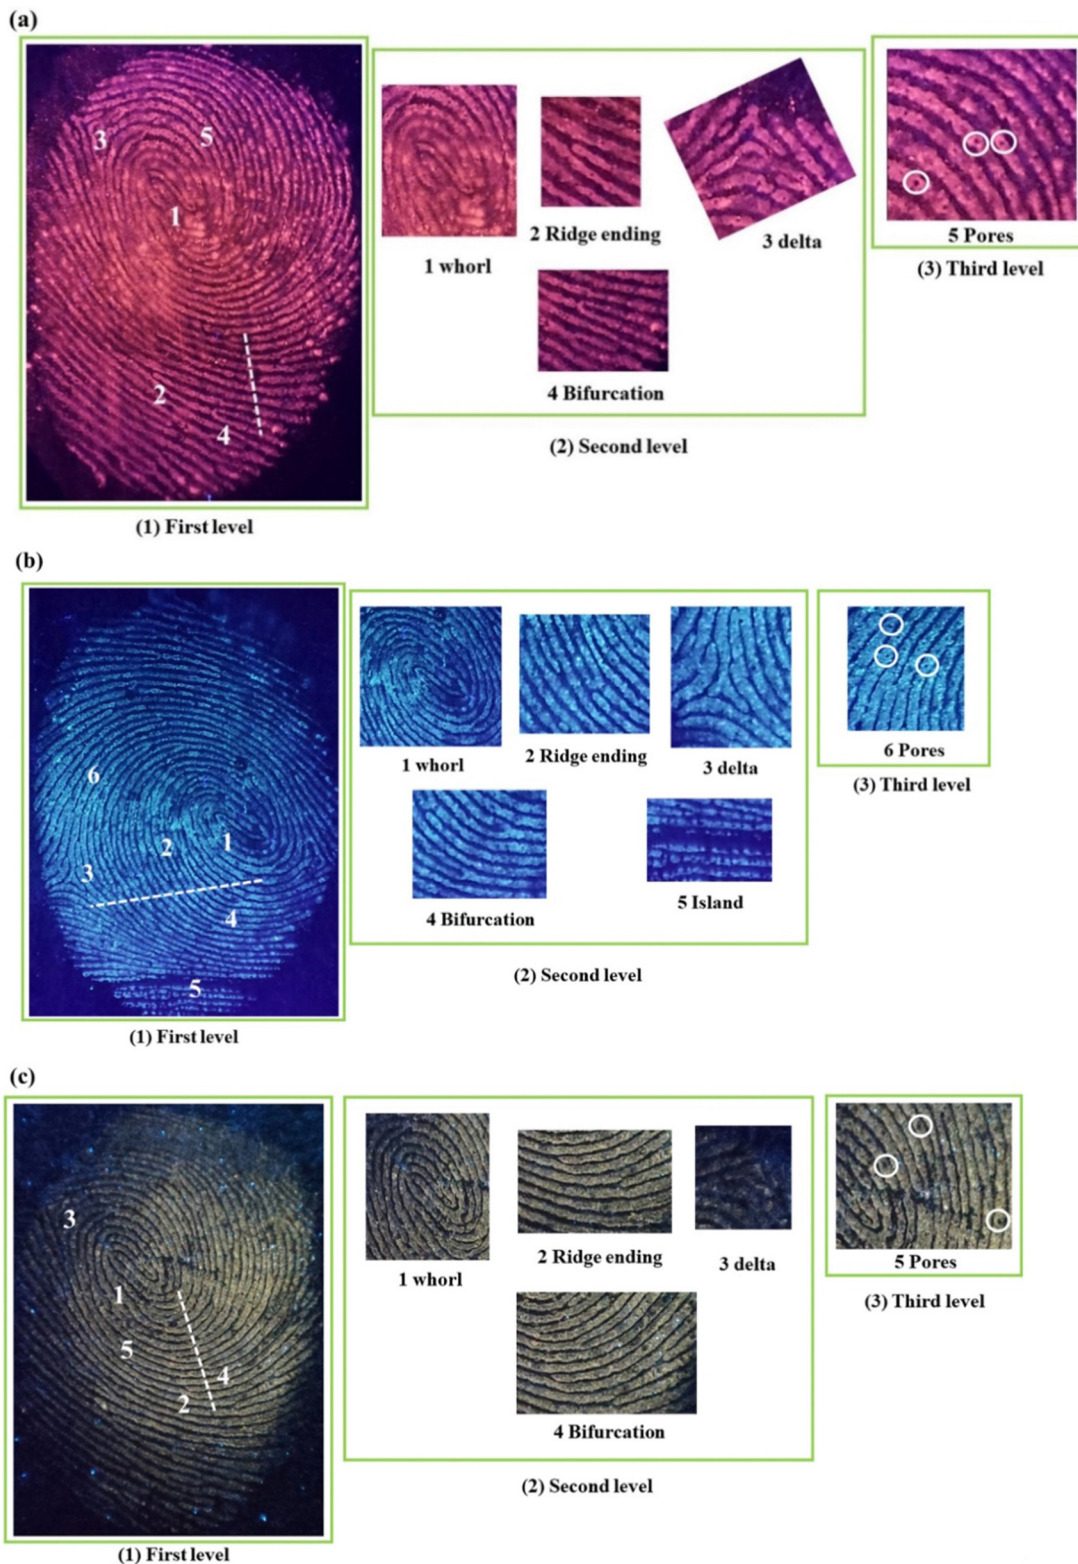 (a)
3
5
1
2
4
(1) First level
1 whorl
2 Ridge ending
3 delta
4 Bifurcation
(2) Second level
5 Pores
(3) Third level
(b)
6
2
1
3
4
5
(1) First level
1 whorl
2 Ridge ending
3 delta
4 Bifurcation
5 Island
(2) Second level
6 Pores
(3) Third level
(c)
3
1
5
4
2
(1) First level
1 whorl
2 Ridge ending
3 delta
4 Bifurcation
(2) Second level
5 Pores
(3) Third level